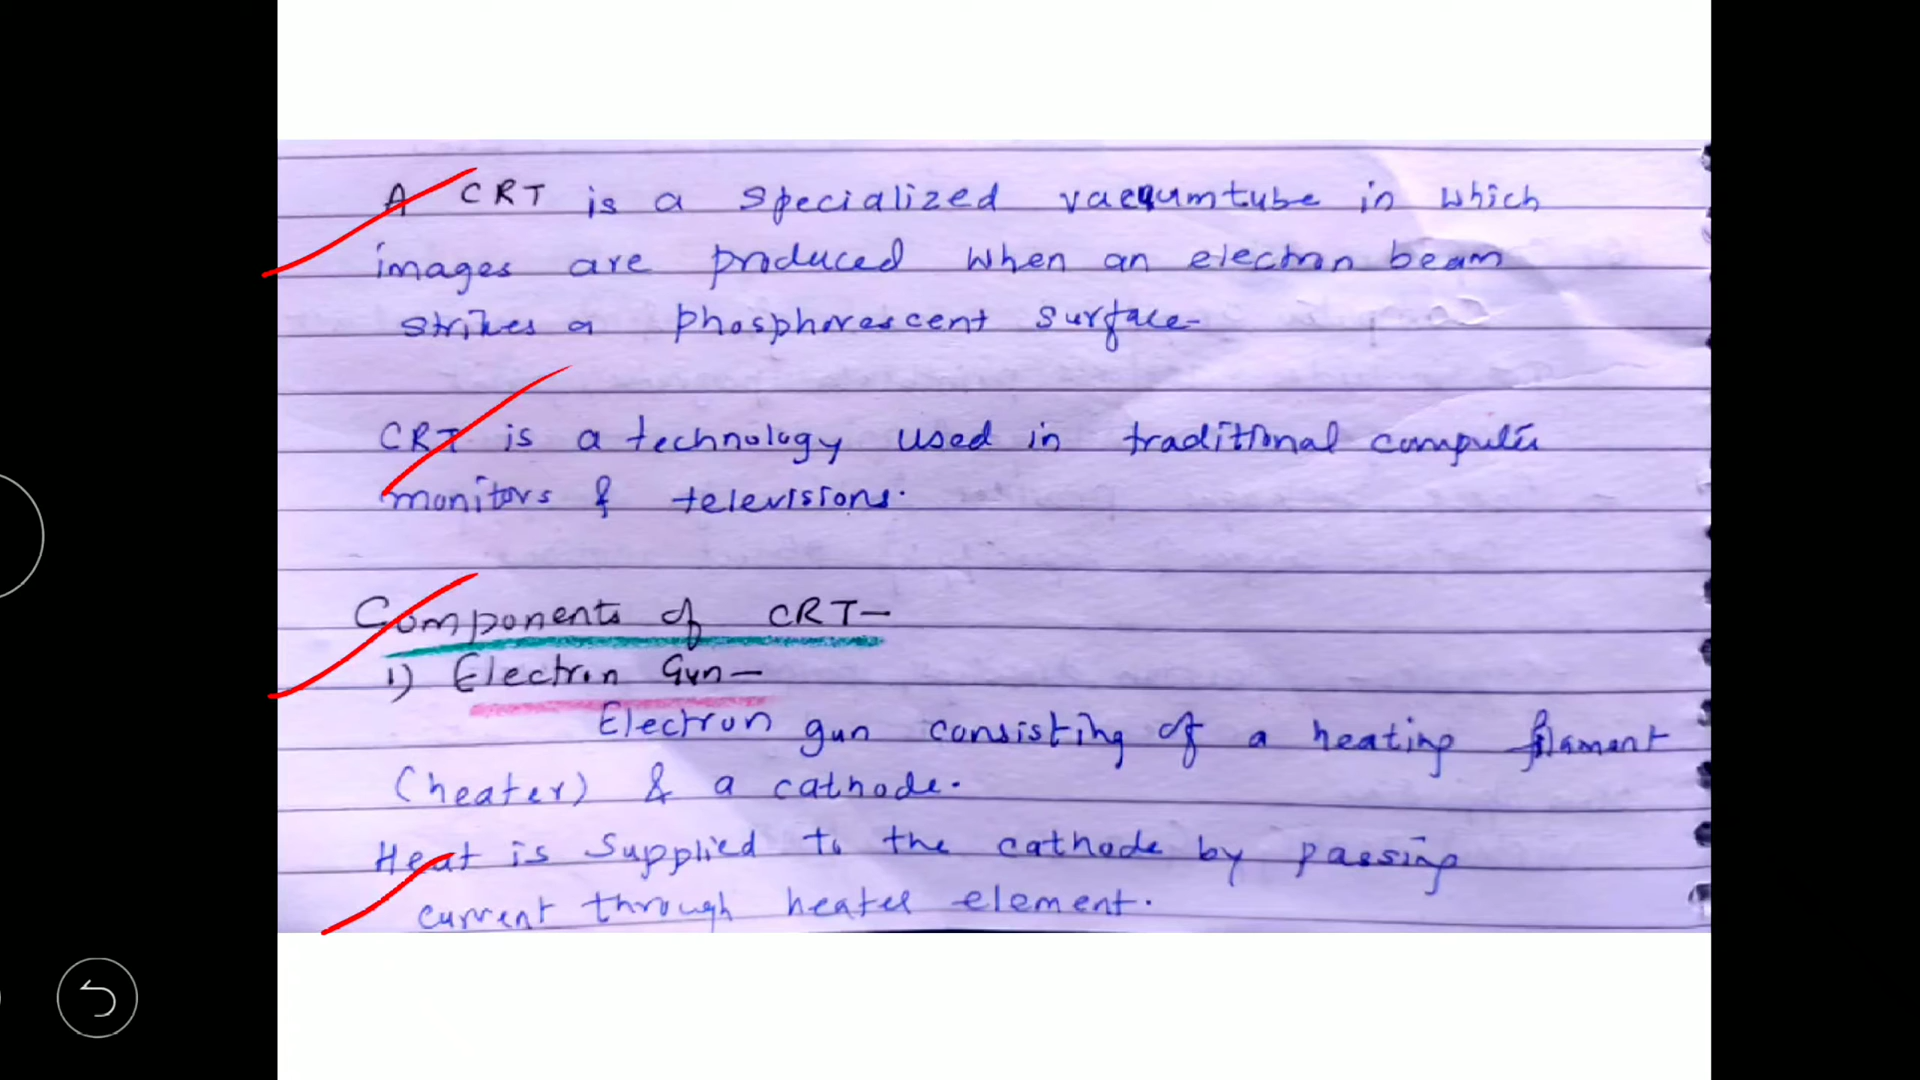 A CRT is a specialized vacuumtube in which
images are produced when an electron beam
strikes a phosphorescent surface-
CRT is a technology used in traditional computer
monitors & televisions.
Components of CRT-
1) Electron Gun-
Electron gun consisting of a heating filament
(heater) & a cathode.
Heat is supplied to the cathode by passing
current through heater element.